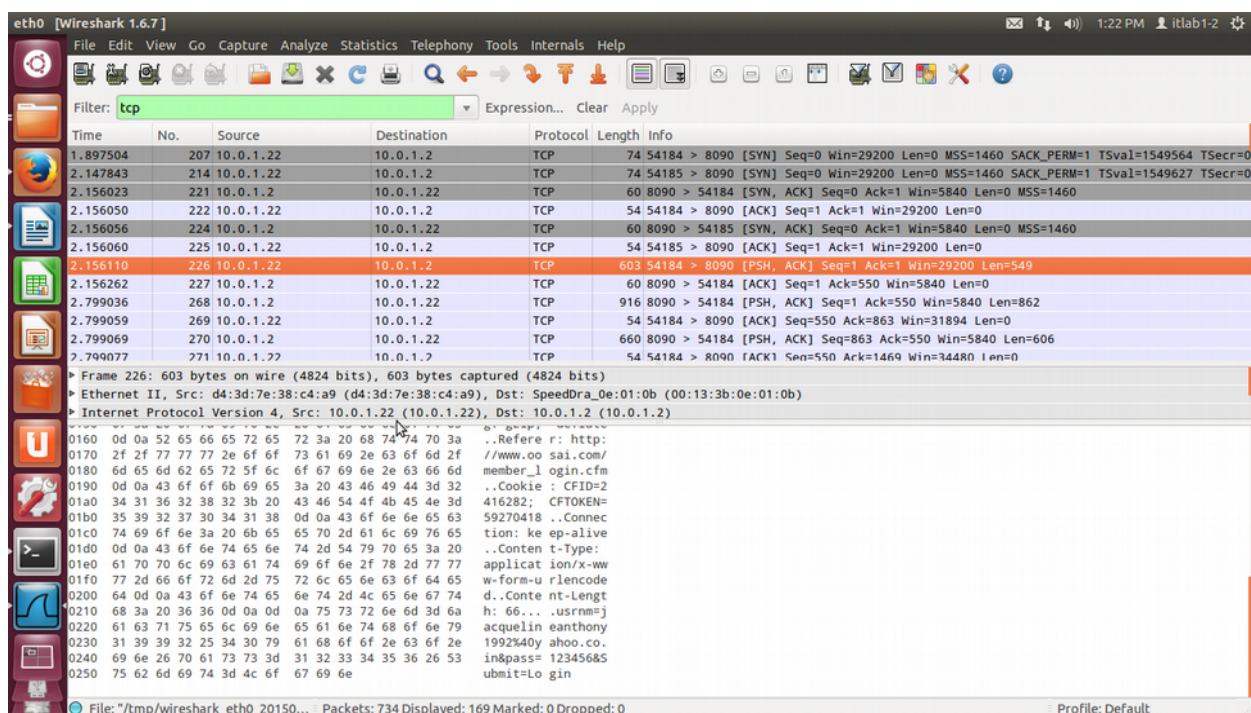 eth0 [Wireshark 1.6.7]
1:22 PM itlab1-2
File Edit View Go Capture Analyze Statistics Telephony Tools Internals Help
Filter: tcp Expression... Clear Apply
Time No. Source Destination Protocol Length Info
1.897504 207 10.0.1.22 10.0.1.2 TCP 74 54184 > 8090 [SYN] Seq=0 Win=29200 Len=0 MSS=1460 SACK_PERM=1 TSval=1549564 TSecr=0
2.147843 214 10.0.1.22 10.0.1.2 TCP 74 54185 > 8090 [SYN] Seq=0 Win=29200 Len=0 MSS=1460 SACK_PERM=1 TSval=1549627 TSecr=0
2.156023 221 10.0.1.2 10.0.1.22 TCP 60 8090 > 54184 [SYN, ACK] Seq=0 Ack=1 Win=5840 Len=0 MSS=1460
2.156050 222 10.0.1.22 10.0.1.2 TCP 54 54184 > 8090 [ACK] Seq=1 Ack=1 Win=29200 Len=0
2.156056 224 10.0.1.2 10.0.1.22 TCP 60 8090 > 54185 [SYN, ACK] Seq=0 Ack=1 Win=5840 Len=0 MSS=1460
2.156060 225 10.0.1.22 10.0.1.2 TCP 54 54185 > 8090 [ACK] Seq=1 Ack=1 Win=29200 Len=0
2.156110 226 10.0.1.22 10.0.1.2 TCP 603 54184 > 8090 [PSH, ACK] Seq=1 Ack=1 Win=29200 Len=549
2.156262 227 10.0.1.2 10.0.1.22 TCP 60 8090 > 54184 [ACK] Seq=1 Ack=550 Win=5840 Len=0
2.799036 268 10.0.1.2 10.0.1.22 TCP 916 8090 > 54184 [PSH, ACK] Seq=1 Ack=550 Win=5840 Len=862
2.799059 269 10.0.1.22 10.0.1.2 TCP 54 54184 > 8090 [ACK] Seq=550 Ack=863 Win=31894 Len=0
2.799069 270 10.0.1.2 10.0.1.22 TCP 660 8090 > 54184 [PSH, ACK] Seq=863 Ack=550 Win=5840 Len=606
2.799077 271 10.0.1.22 10.0.1.2 TCP 54 54184 > 8090 [ACK] Seq=550 Ack=1469 Win=34480 Len=0
Frame 226: 603 bytes on wire (4824 bits), 603 bytes captured (4824 bits)
Ethernet II, Src: d4:3d:7e:38:c4:a9 (d4:3d:7e:38:c4:a9), Dst: SpeedDra_0e:01:0b (00:13:3b:0e:01:0b)
Internet Protocol Version 4, Src: 10.0.1.22 (10.0.1.22), Dst: 10.0.1.2 (10.0.1.2)
0160 0d 0a 52 65 66 65 72 65 72 3a 20 68 74 74 70 3a ..Refere r: http:
0170 2f 2f 77 77 77 2e 6f 6f 73 61 69 2e 63 6f 6d 2f //www.oo sai.com/
0180 6d 65 6d 62 65 72 5f 6c 6f 67 69 6e 2e 63 66 6d member_l ogin.cfm
0190 0d 0a 43 6f 6f 6b 69 65 3a 20 43 46 49 44 3d 32 ..Cookie : CFID=2
01a0 34 31 36 32 38 32 3b 20 43 46 54 4f 4b 45 4e 3d 416282; CFTOKEN=
01b0 35 39 32 37 30 34 31 38 0d 0a 43 6f 6e 6e 65 63 59270418 ..Connec
01c0 74 69 6f 6e 3a 20 6b 65 65 70 2d 61 6c 69 76 65 tion: ke ep-alive
01d0 0d 0a 43 6f 6e 74 65 6e 74 2d 54 79 70 65 3a 20 ..Conten t-Type:
01e0 61 70 70 6c 69 63 61 74 69 6f 6e 2f 78 2d 77 77 applicat ion/x-ww
01f0 77 2d 66 6f 72 6d 2d 75 72 6c 65 6e 63 6f 64 65 w-form-u rlencode
0200 64 0d 0a 43 6f 6e 74 65 6e 74 2d 4c 65 6e 67 74 d..Conte nt-Lengt
0210 68 3a 20 36 36 0d 0a 0d 0a 75 73 72 6e 6d 3d 6a h: 66... .usrnm=j
0220 61 63 71 75 65 6c 69 6e 65 61 6e 74 68 6f 6e 79 acquelin eanthony
0230 31 39 39 32 25 34 30 79 61 68 6f 6f 2e 63 6f 2e 1992%40y ahoo.co.
0240 69 6e 26 70 61 73 73 3d 31 32 33 34 35 36 26 53 in&pass= 123456&S
0250 75 62 6d 69 74 3d 4c 6f 67 69 6e ubmit=Lo gin
File: "/tmp/wireshark_eth0_20150... Packets: 734 Displayed: 169 Marked: 0 Dropped: 0 Profile: Default